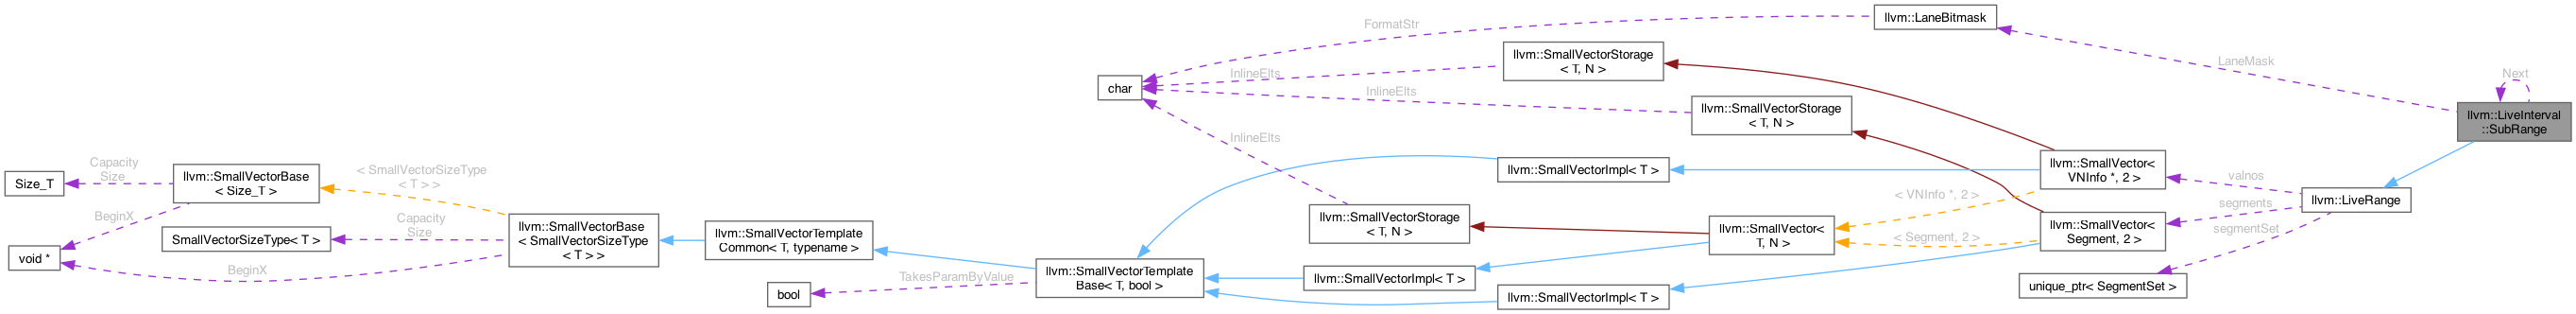 Size_T
void *
Capacity
Size
BeginX
llvm::SmallVectorBase
< Size_T >
SmallVectorSizeType< T >
< SmallVectorSizeType
< T > >
Capacity
Size
BeginX
llvm::SmallVectorBase
< SmallVectorSizeType
< T > >
llvm::SmallVectorTemplate
Common< T, typename >
bool
TakesParamByValue
llvm::SmallVectorTemplate
Base< T, bool >
char
FormatStr
InlineElts
InlineElts
InlineElts
llvm::SmallVectorStorage
< T, N >
llvm::SmallVectorImpl< T >
llvm::SmallVectorStorage
< T, N >
llvm::SmallVectorImpl< T >
llvm::SmallVectorImpl< T >
llvm::SmallVectorStorage
< T, N >
llvm::SmallVector<
T, N >
llvm::LaneBitmask
< VNInfo *, 2 >
< Segment, 2 >
llvm::SmallVector<
VNInfo *, 2 >
llvm::SmallVector<
Segment, 2 >
unique_ptr< SegmentSet >
valnos
segments
segmentSet
llvm::LiveRange
LaneMask
Next
llvm::LiveInterval
::SubRange